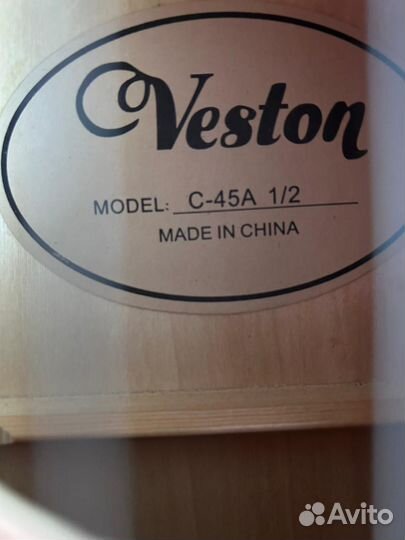 Veston
MODEL: C-45A 1/2
MADE IN CHINA
Avito